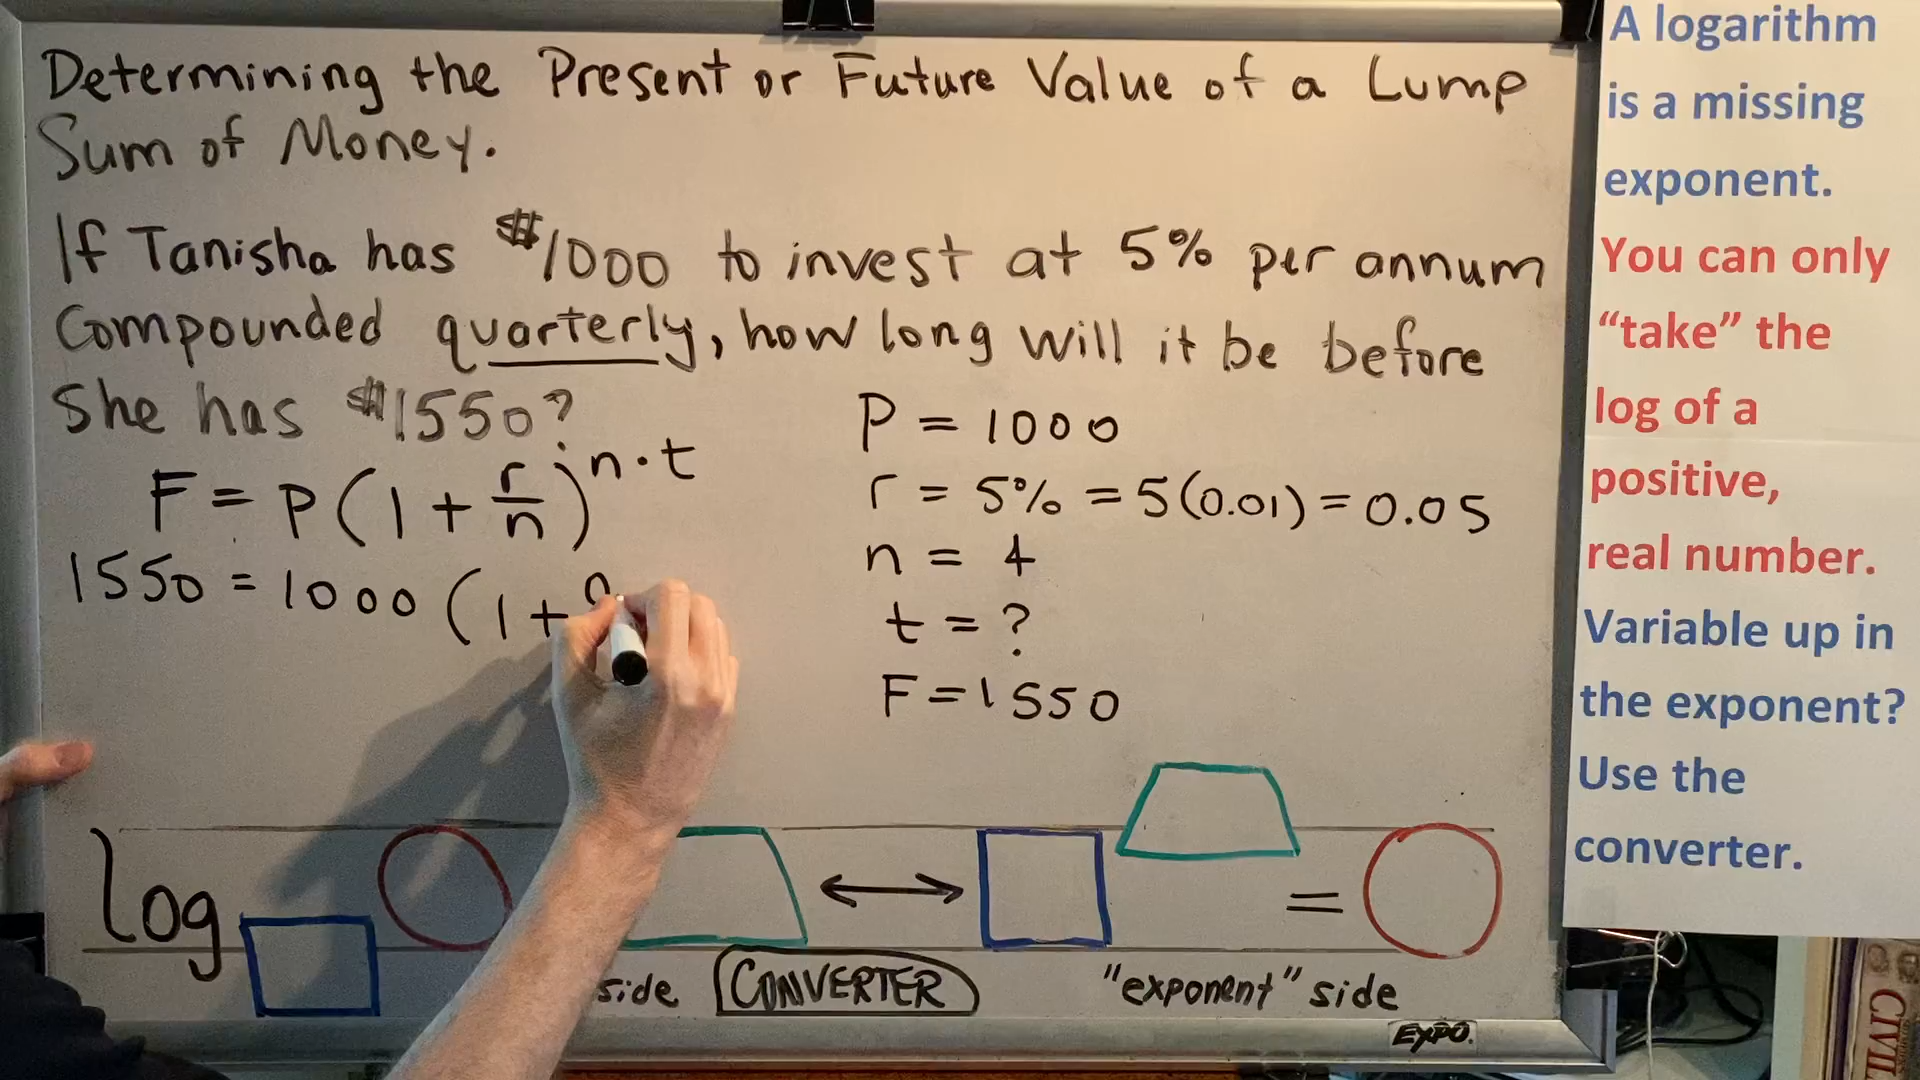 Determining the Present or Future Value of a Lump
Sum of Money.
If Tanisha has $1000 to invest at 5% per annum
Compounded quarterly, how long will it be before
She has $1550?
F = P(1 + r/n)^n·t
1550 = 1000 (1 + 0.
P = 1000
r = 5% = 5(0.01) = 0.05
n = 4
t = ?
F = 1550
log
=
side
CONVERTER
"exponent" side
EXPO.
A logarithm
is a missing
exponent.
You can only
“take” the
log of a
positive,
real number.
Variable up in
the exponent?
Use the
converter.